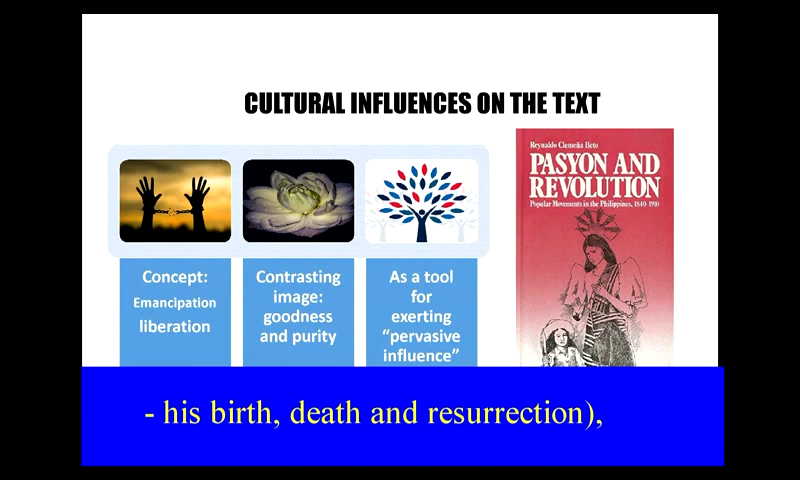 CULTURAL INFLUENCES ON THE TEXT
Concept:
Emancipation
liberation
Contrasting
image:
goodness
and purity
As a tool
for
exerting
“pervasive
influence”
Reynaldo Clemeña Ileto
PASYON AND
REVOLUTION
Popular Movements in the Philippines, 1840-1910
- his birth, death and resurrection),